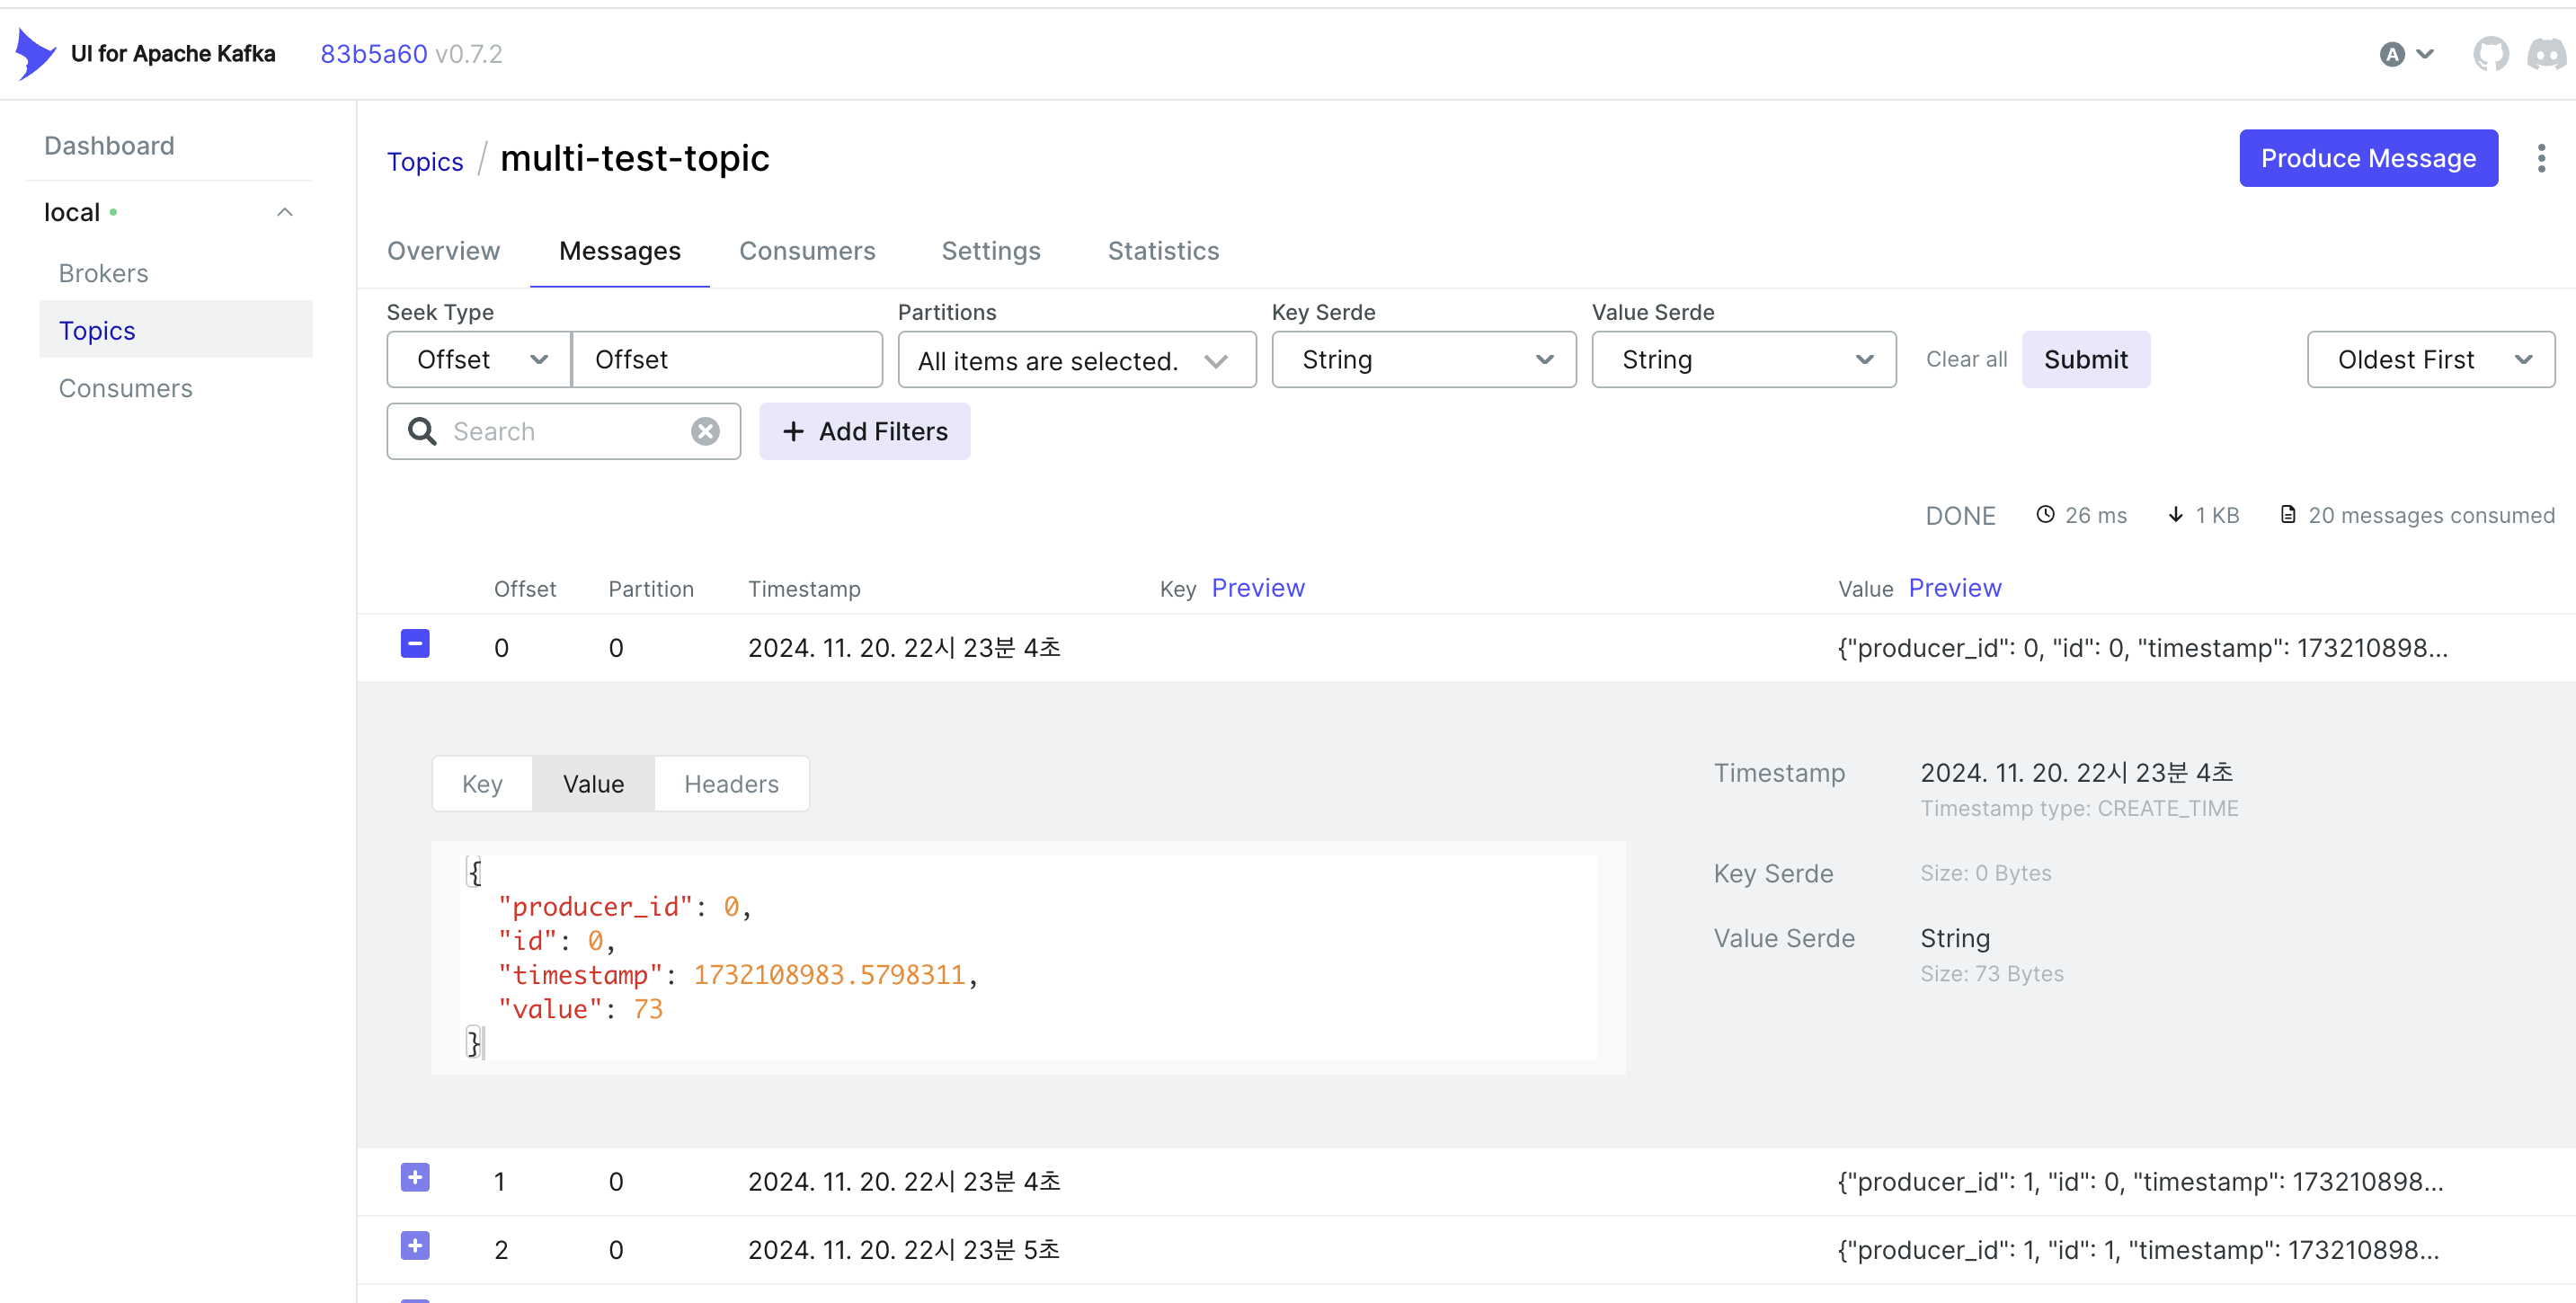 UI for Apache Kafka 83b5a60 v0.7.2 A
Dashboard
local
Brokers
Topics
Consumers
Topics / multi-test-topic
Produce Message
Overview Messages Consumers Settings Statistics
Seek Type Partitions Key Serde Value Serde
Offset Offset All items are selected. String String Clear all Submit Oldest First
Search + Add Filters
DONE 26 ms 1 KB 20 messages consumed
Offset Partition Timestamp Key Preview Value Preview
0 0 2024. 11. 20. 22시 23분 4초 {"producer_id": 0, "id": 0, "timestamp": 173210898...
Key Value Headers
{
"producer_id": 0,
"id": 0,
"timestamp": 1732108983.5798311,
"value": 73
}
Timestamp 2024. 11. 20. 22시 23분 4초
Timestamp type: CREATE_TIME
Key Serde Size: 0 Bytes
Value Serde String
Size: 73 Bytes
1 0 2024. 11. 20. 22시 23분 4초 {"producer_id": 1, "id": 0, "timestamp": 173210898...
2 0 2024. 11. 20. 22시 23분 5초 {"producer_id": 1, "id": 1, "timestamp": 173210898...